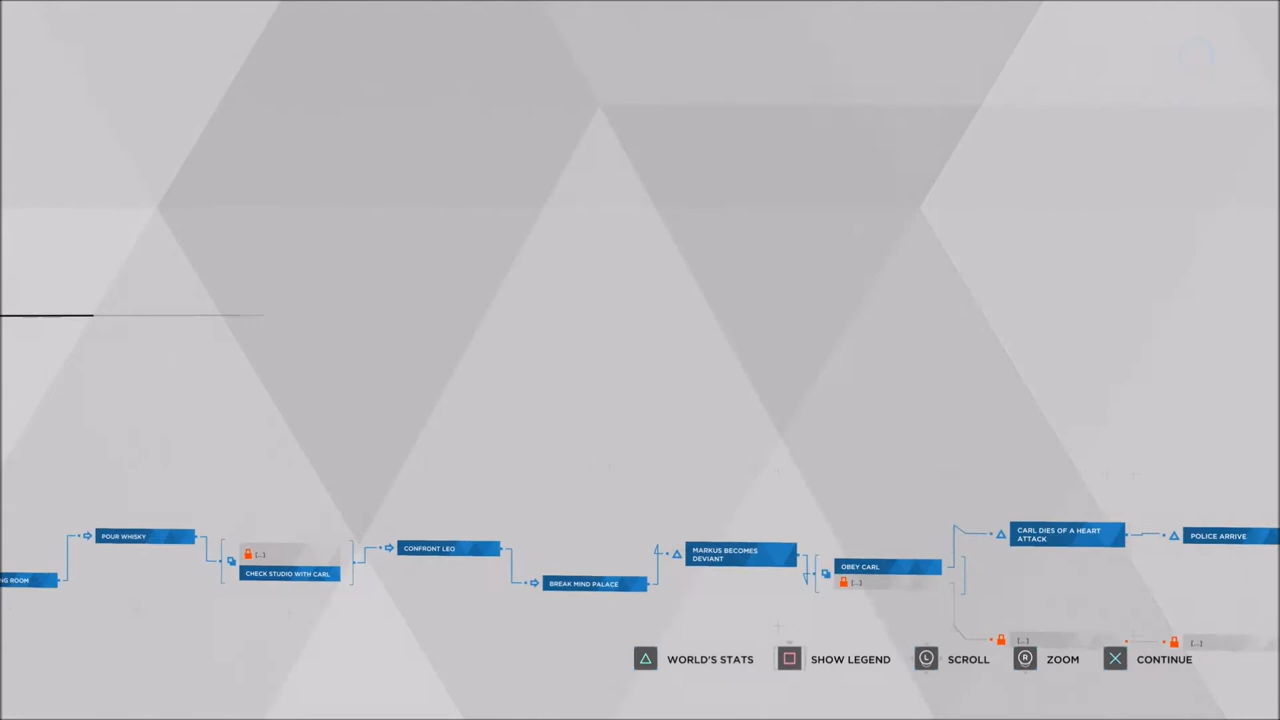 NG ROOM
POUR WHISKY
[...]
CHECK STUDIO WITH CARL
CONFRONT LEO
BREAK MIND PALACE
MARKUS BECOMES
DEVIANT
OBEY CARL
[...]
CARL DIES OF A HEART
ATTACK
POLICE ARRIVE
[...]
[...]
WORLD'S STATS
SHOW LEGEND
L
SCROLL
R
ZOOM
CONTINUE